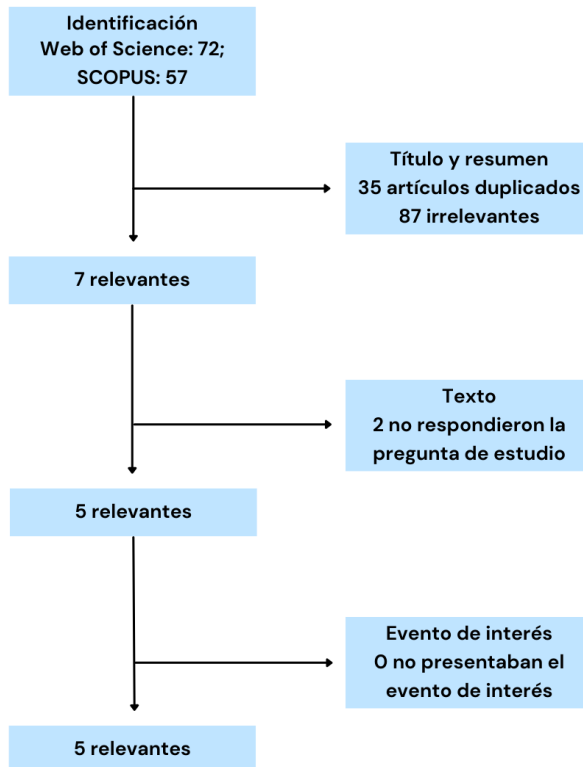 Identificación
Web of Science: 72;
SCOPUS: 57
Título y resumen
35 artículos duplicados
87 irrelevantes
7 relevantes
Texto
2 no respondieron la
pregunta de estudio
5 relevantes
Evento de interés
0 no presentaban el
evento de interés
5 relevantes